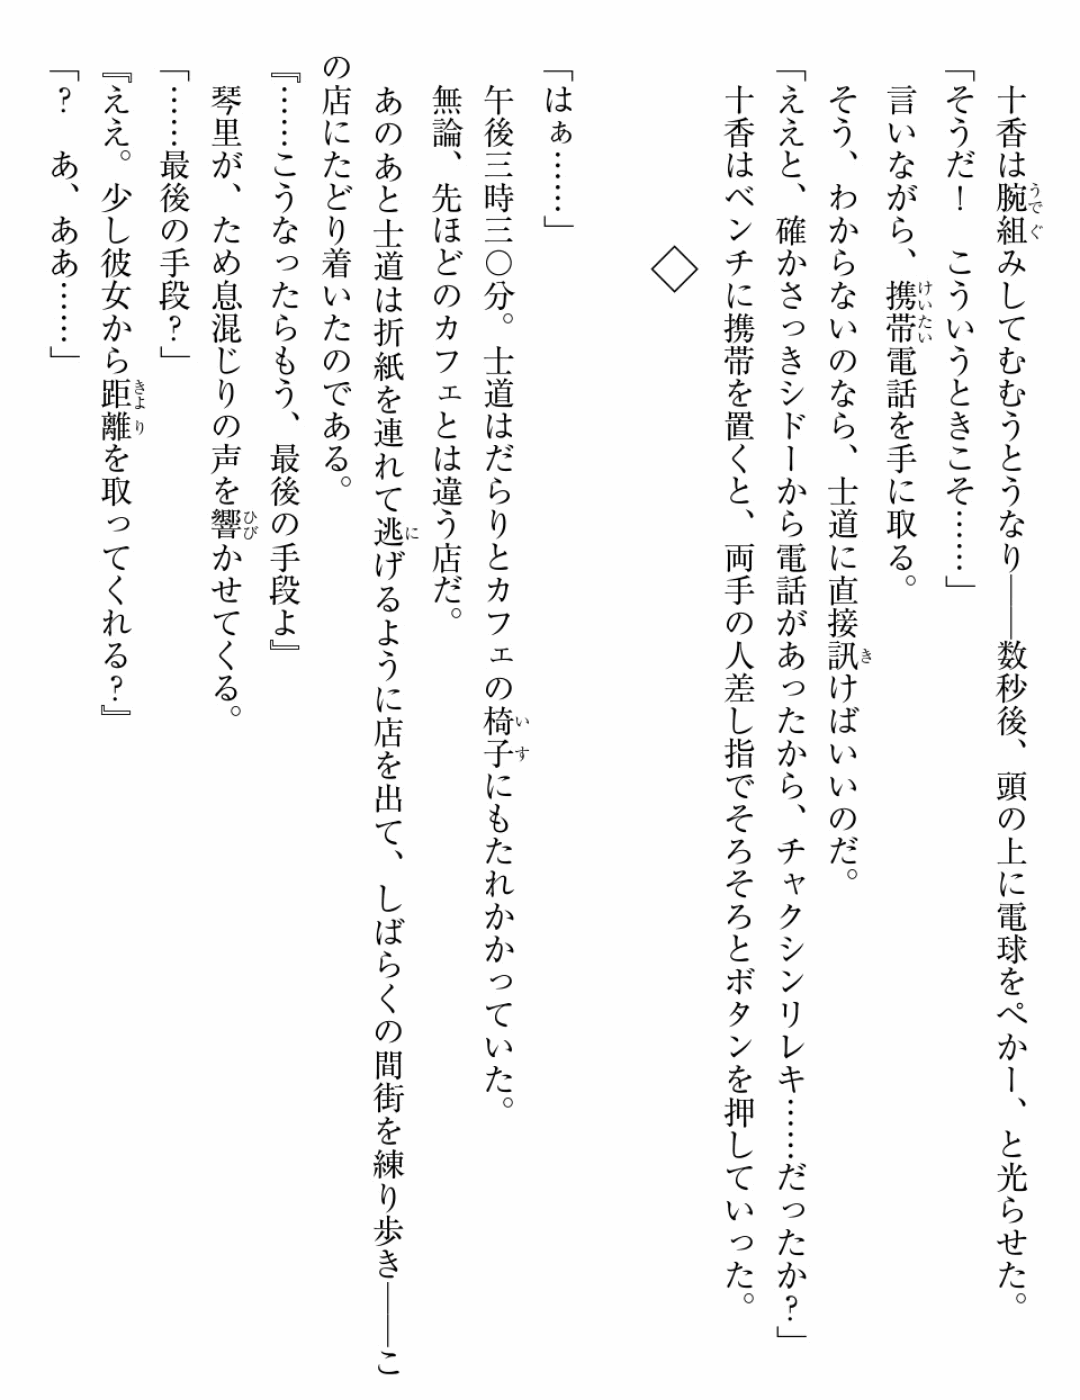 十香は腕組みしてむむうとうなり――数秒後、頭の上に電球をぺかー、と光らせた。
「そうだ！　こういうときこそ……」
言いながら、携帯電話を手に取る。
そう、わからないのなら、士道に直接訊けばいいのだ。
「ええと、確かさっきシドーから電話があったから、チャクシンリレキ……だったか？」
十香はベンチに携帯を置くと、両手の人差し指でそろそろとボタンを押していった。
◇
「はぁ……」
午後三時三〇分。士道はだらりとカフェの椅子にもたれかかっていた。
無論、先ほどのカフェとは違う店だ。
あのあと士道は折紙を連れて逃げるように店を出て、しばらくの間街を練り歩き――こ
の店にたどり着いたのである。
『……こうなったらもう、最後の手段よ』
琴里が、ため息混じりの声を響かせてくる。
「……最後の手段？」
『ええ。少し彼女から距離を取ってくれる？』
「？　あ、ああ……」